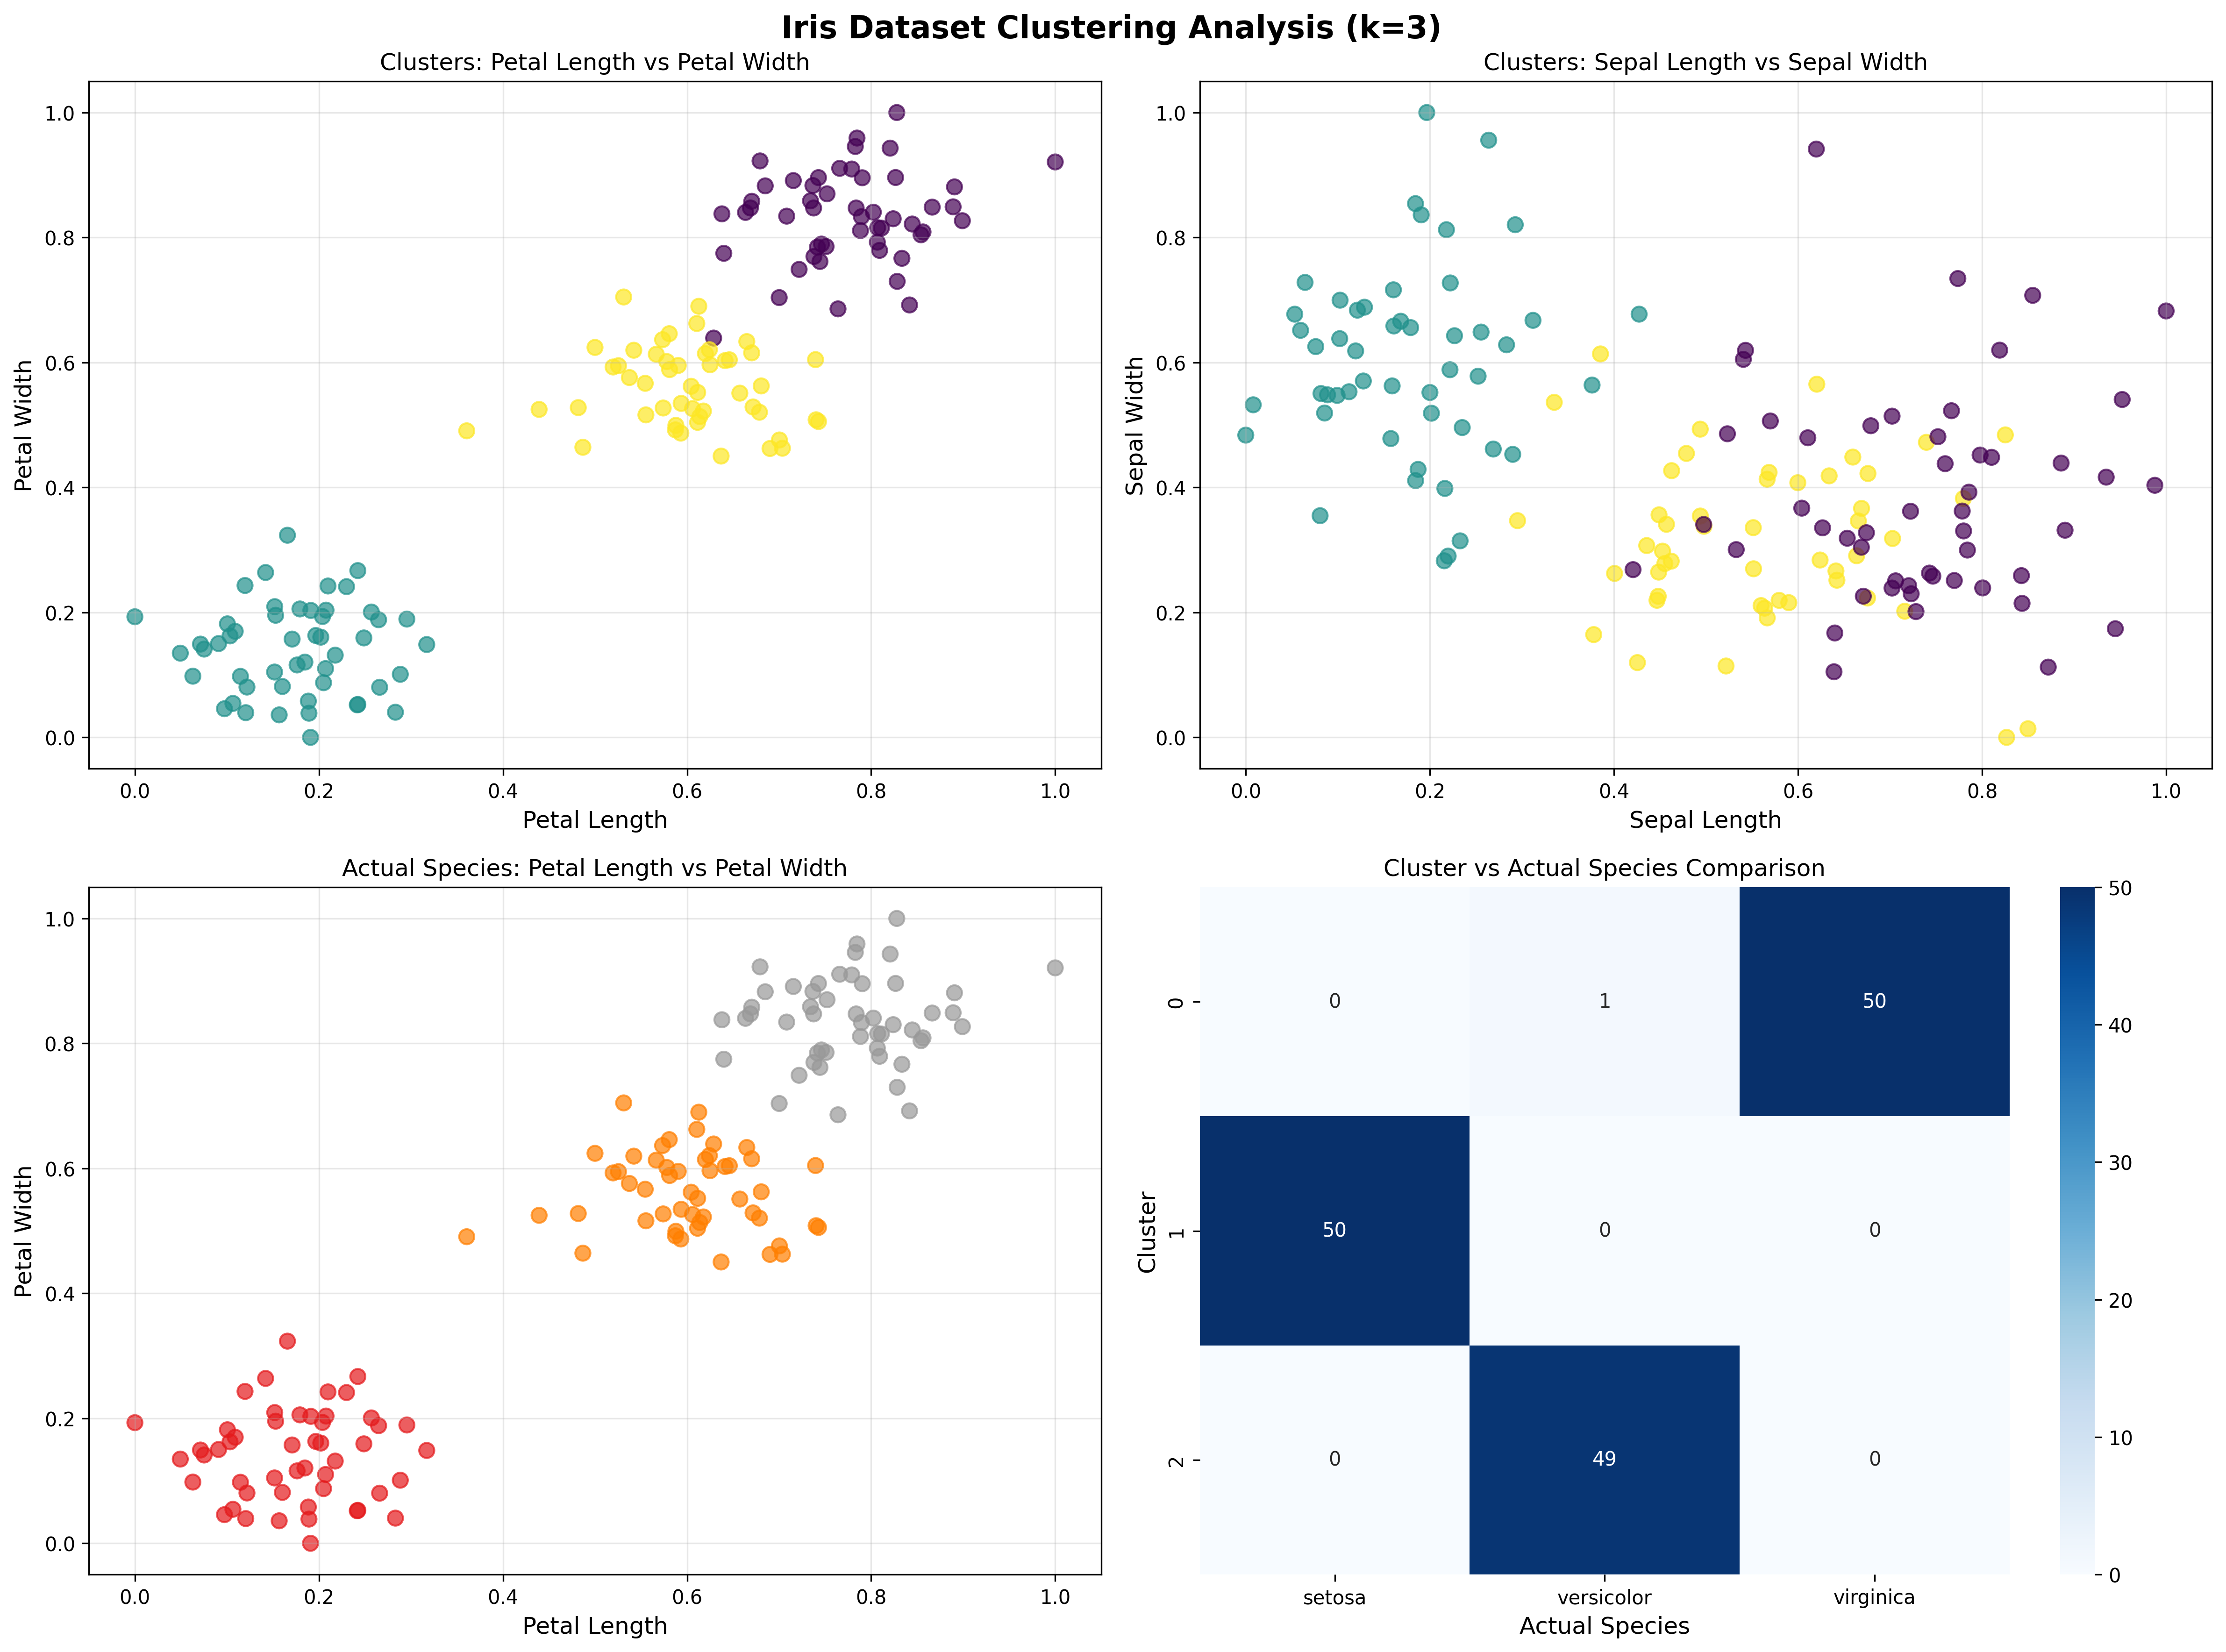 Iris Dataset Clustering Analysis (k=3)
Clusters: Petal Length vs Petal Width
1.0
0.8
0.6
0.4
0.2
0.0
Petal Width
0.0 0.2 0.4 0.6 0.8 1.0
Petal Length
Clusters: Sepal Length vs Sepal Width
1.0
0.8
0.6
0.4
0.2
0.0
Sepal Width
0.0 0.2 0.4 0.6 0.8 1.0
Sepal Length
Actual Species: Petal Length vs Petal Width
1.0
0.8
0.6
0.4
0.2
0.0
Petal Width
0.0 0.2 0.4 0.6 0.8 1.0
Petal Length
Cluster vs Actual Species Comparison
Cluster
0 0 1 50
1 50 0 0
2 0 49 0
setosa versicolor virginica
Actual Species
50
40
30
20
10
0